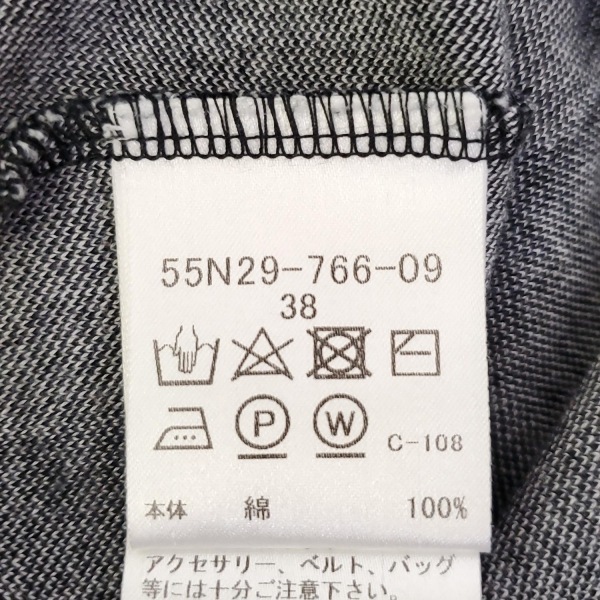 55N29-766-09
38
P W C-108
本体 綿 100%
アクセサリー、ベルト、バッグ
等には十分ご注意下さい。